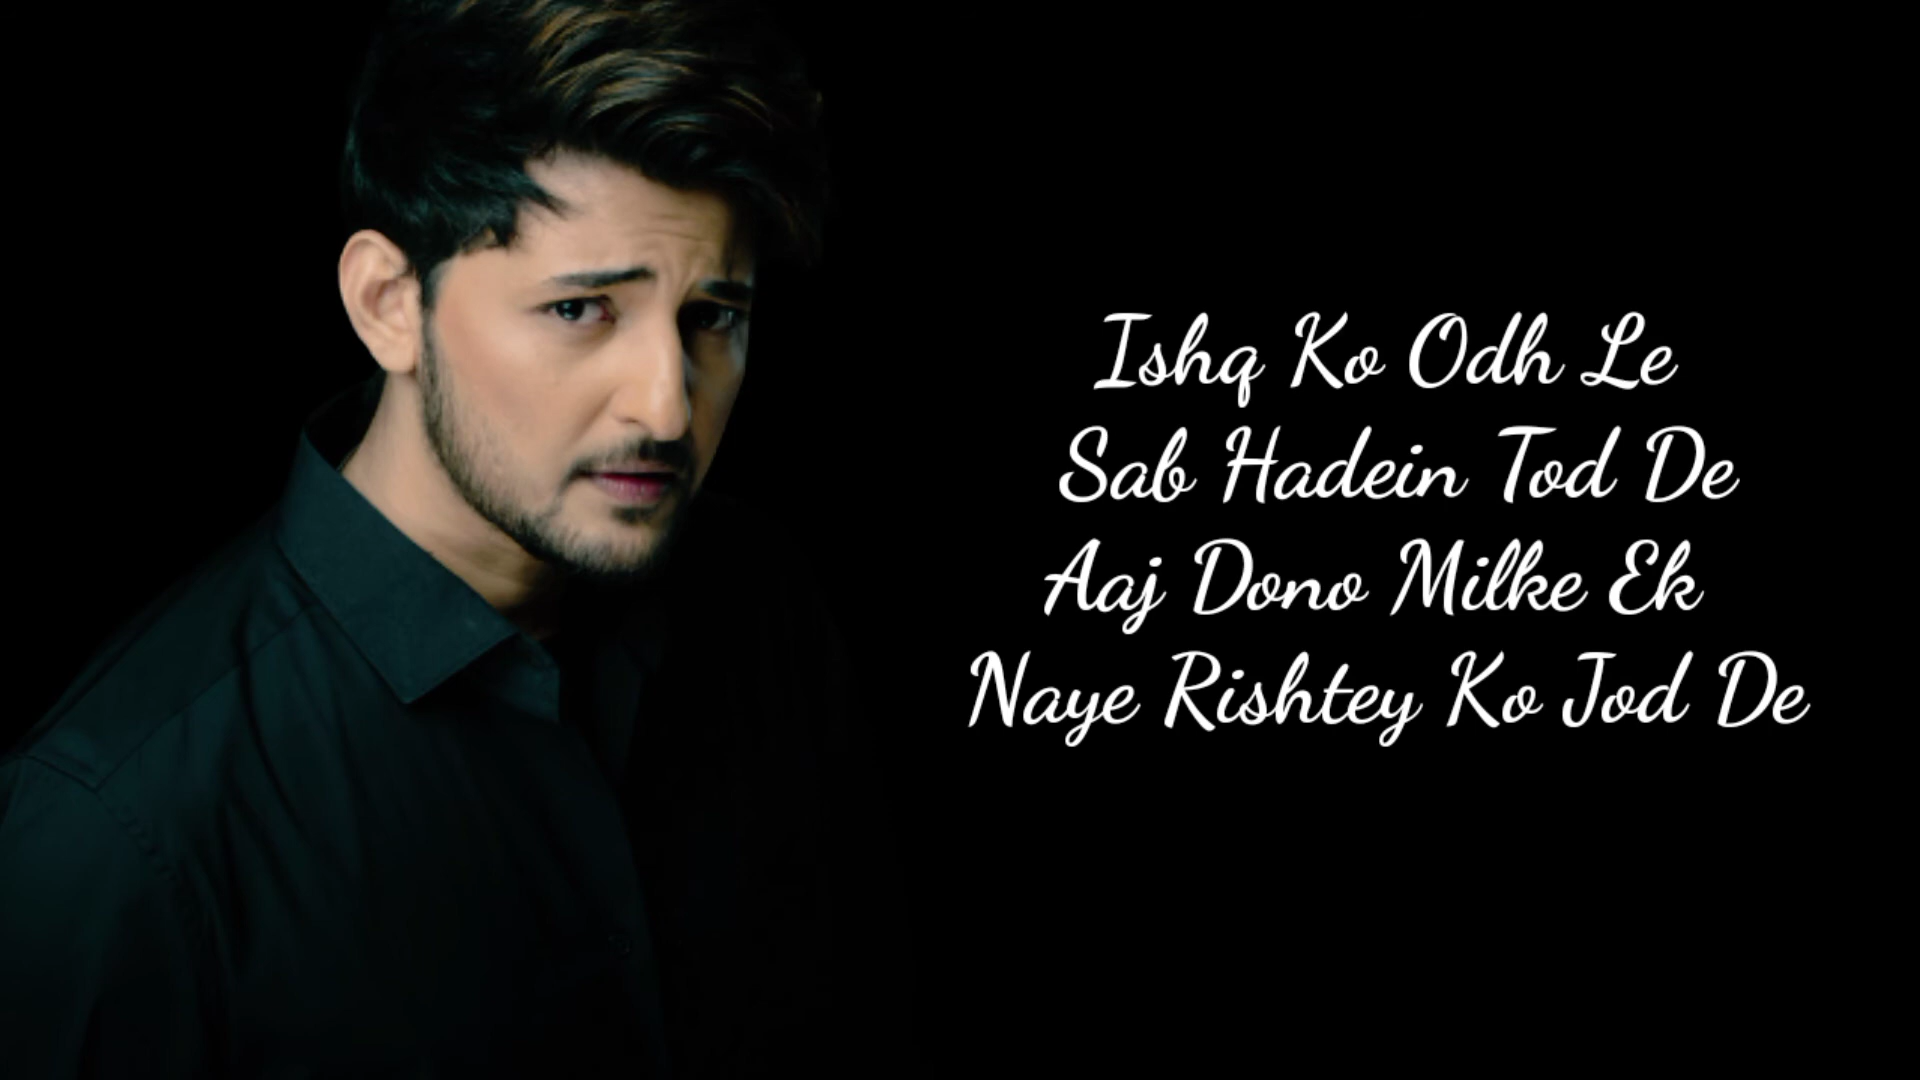 Ishq Ko Odh Le
Sab Hadein Tod De
Aaj Dono Milke Ek
Naye Rishtey Ko Jod De